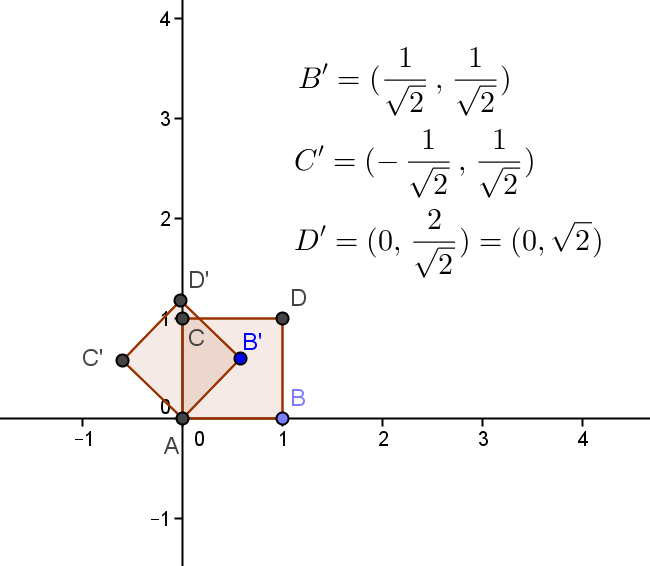 4
B′ = (1/√2 , 1/√2)
3
C′ = (− 1/√2 , 1/√2)
2
D′ = (0, 2/√2) = (0, √2)
D' D
1 C B'
C'
0 B
−1 A 0 1 2 3 4
−1